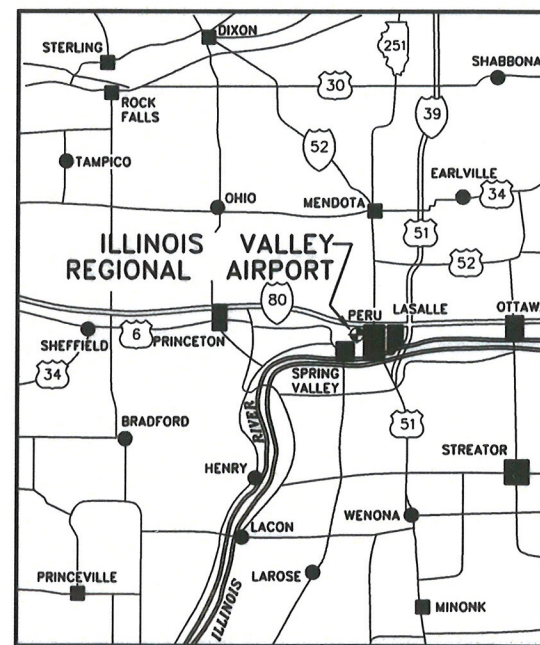 DIXON
STERLING
251
SHABBONA
30
ROCK
FALLS
39
52
TAMPICO
EARLVILLE
34
OHIO
MENDOTA
51
ILLINOIS VALLEY
REGIONAL AIRPORT
52
80
PERU
LASALLE
OTTAWA
6
SHEFFIELD
PRINCETON
SPRING
VALLEY
34
BRADFORD
51
RIVER
STREATOR
HENRY
WENONA
LACON
PRINCEVILLE
LAROSE
ILLINOIS
MINONK